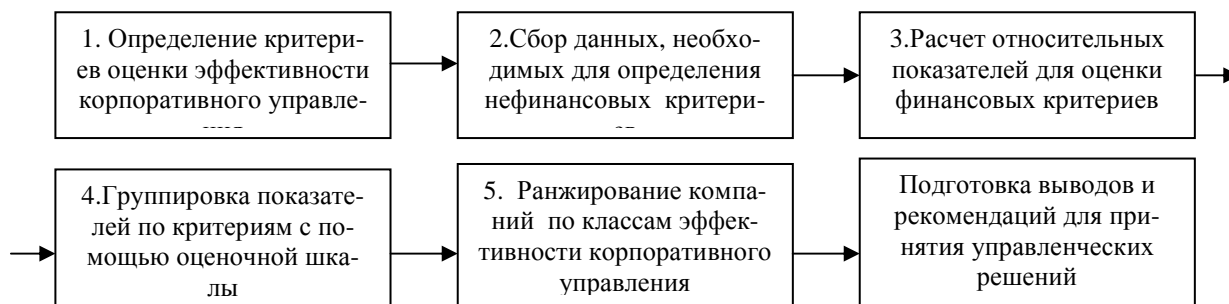 1. Определение критери-
ев оценки эффективности
корпоративного управле-
2.Сбор данных, необхо-
димых для определения
нефинансовых критери-
3.Расчет относительных
показателей для оценки
финансовых критериев
4.Группировка показате-
лей по критериям с по-
мощью оценочной шка-
лы
5. Ранжирование компа-
ний по классам эффек-
тивности корпоративного
управления
Подготовка выводов и
рекомендаций для при-
нятия управленческих
решений